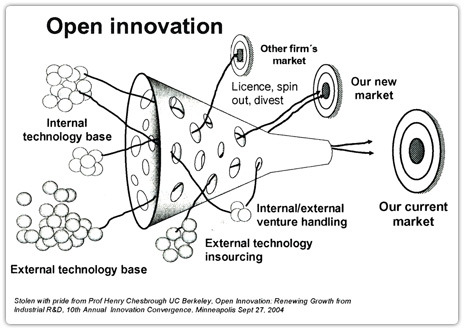 Open innovation
Other firm´s
market
Licence, spin
out, divest
Our new
market
Internal
technology base
Our current
market
Internal/external
venture handling
External technology
insourcing
External technology base
Stolen with pride from Prof Henry Chesbrough UC Berkeley, Open Innovation: Renewing Growth from
Industrial R&D, 10th Annual Innovation Convergence, Minneapolis Sept 27, 2004